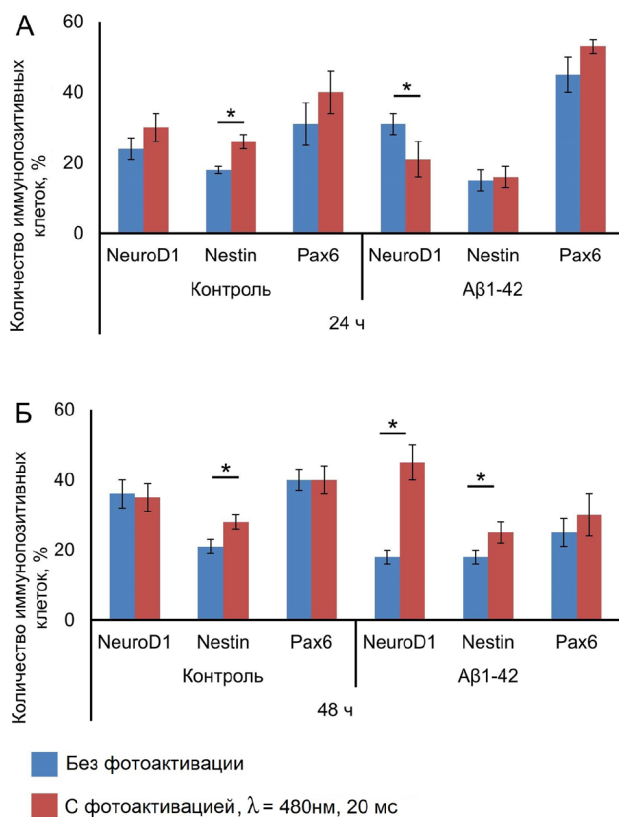 А
Количество иммунопозитивных
клеток, %
60
40
20
0
*
*
NeuroD1 Nestin Pax6 NeuroD1 Nestin Pax6
Контроль Aβ1-42
24 ч
Б
Количество иммунопозитивных
клеток, %
60
40
20
0
*
*
*
NeuroD1 Nestin Pax6 NeuroD1 Nestin Pax6
Контроль Aβ1-42
48 ч
Без фотоактивации
С фотоактивацией, λ = 480нм, 20 мс